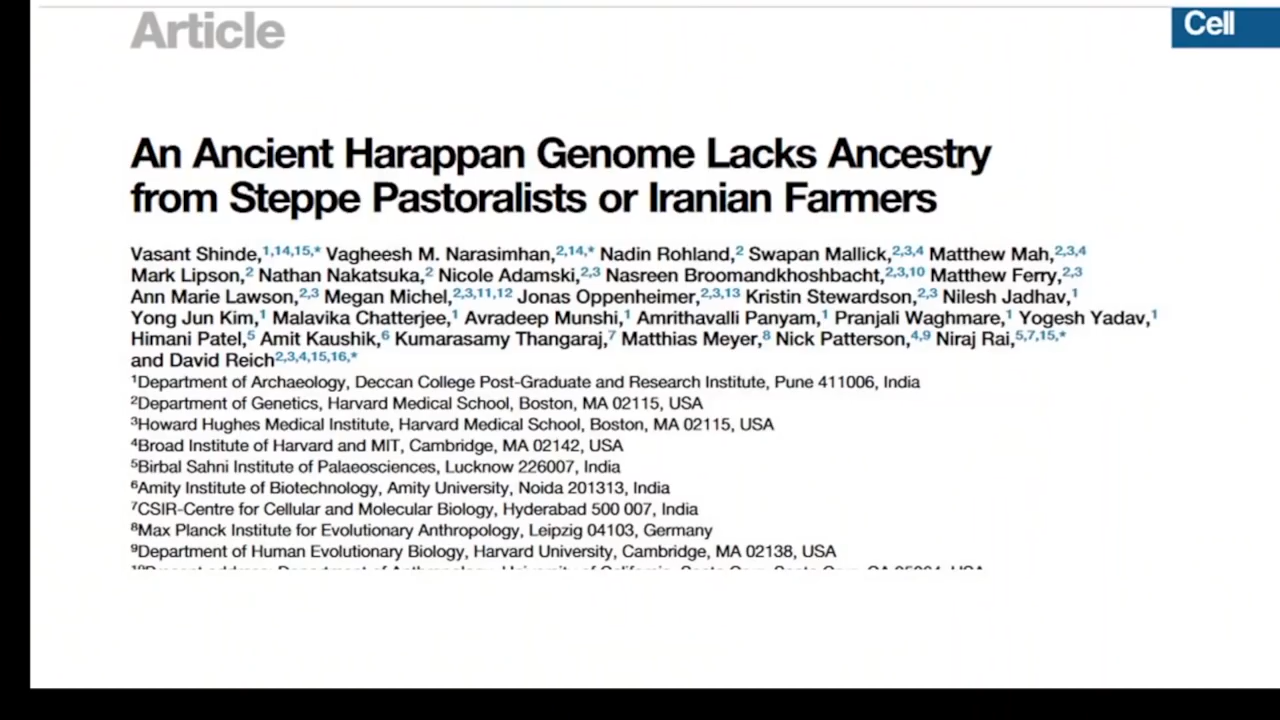 Article
Cell
An Ancient Harappan Genome Lacks Ancestry
from Steppe Pastoralists or Iranian Farmers
Vasant Shinde,1,14,15,* Vagheesh M. Narasimhan,2,14,* Nadin Rohland,2 Swapan Mallick,2,3,4 Matthew Mah,2,3,4
Mark Lipson,2 Nathan Nakatsuka,2 Nicole Adamski,2,3 Nasreen Broomandkhoshbacht,2,3,10 Matthew Ferry,2,3
Ann Marie Lawson,2,3 Megan Michel,2,3,11,12 Jonas Oppenheimer,2,3,13 Kristin Stewardson,2,3 Nilesh Jadhav,1
Yong Jun Kim,1 Malavika Chatterjee,1 Avradeep Munshi,1 Amrithavalli Panyam,1 Pranjali Waghmare,1 Yogesh Yadav,1
Himani Patel,5 Amit Kaushik,6 Kumarasamy Thangaraj,7 Matthias Meyer,8 Nick Patterson,4,9 Niraj Rai,5,7,15,*
and David Reich2,3,4,15,16,*
1Department of Archaeology, Deccan College Post-Graduate and Research Institute, Pune 411006, India
2Department of Genetics, Harvard Medical School, Boston, MA 02115, USA
3Howard Hughes Medical Institute, Harvard Medical School, Boston, MA 02115, USA
4Broad Institute of Harvard and MIT, Cambridge, MA 02142, USA
5Birbal Sahni Institute of Palaeosciences, Lucknow 226007, India
6Amity Institute of Biotechnology, Amity University, Noida 201313, India
7CSIR-Centre for Cellular and Molecular Biology, Hyderabad 500 007, India
8Max Planck Institute for Evolutionary Anthropology, Leipzig 04103, Germany
9Department of Human Evolutionary Biology, Harvard University, Cambridge, MA 02138, USA